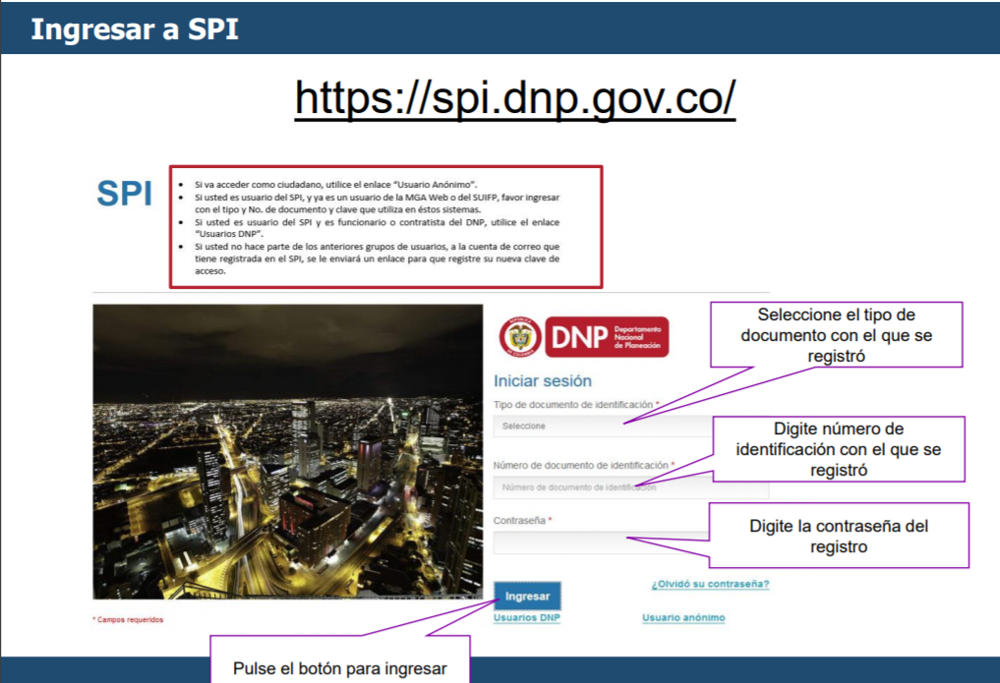 Ingresar a SPI
https://spi.dnp.gov.co/
SPI
• Si va acceder como ciudadano, utilice el enlace “Usuario Anónimo”.
• Si usted es usuario del SPI, y ya es un usuario de la MGA Web o del SUIFP, favor ingresar
con el tipo y No. de documento y clave que utiliza en éstos sistemas.
• Si usted es usuario del SPI y es funcionario o contratista del DNP, utilice el enlace
“Usuarios DNP”.
• Si usted no hace parte de los anteriores grupos de usuarios, a la cuenta de correo que
tiene registrada en el SPI, se le enviará un enlace para que registre su nueva clave de
acceso.
DNP
Departamento
Nacional
de Planeación
Iniciar sesión
Tipo de documento de identificación *
Seleccione
Seleccione el tipo de
documento con el que se
registró
Número de documento de identificación *
Número de documento de identificación
Digite número de
identificación con el que se
registró
Contraseña *
Digite la contraseña del
registro
Ingresar
¿Olvidó su contraseña?
Usuarios DNP
Usuario anónimo
* Campos requeridos
Pulse el botón para ingresar